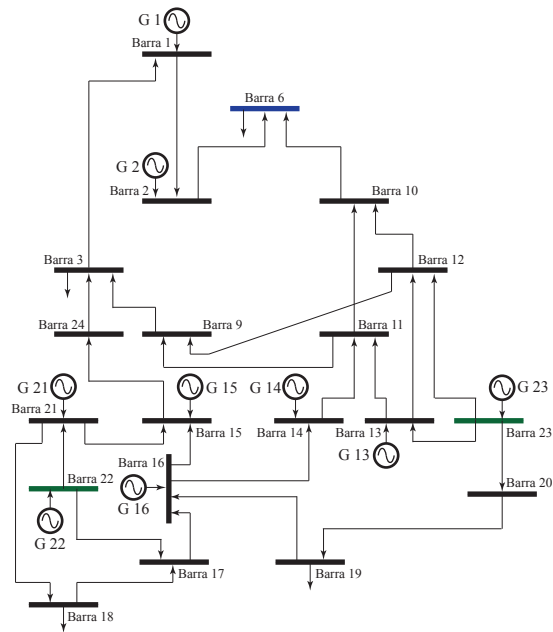 G 1
Barra 1
Barra 6
G 2
Barra 2
Barra 10
Barra 3
Barra 12
Barra 24
Barra 9
Barra 11
G 21
G 15
G 14
G 23
Barra 21
Barra 15
Barra 14
Barra 13
Barra 23
G 13
Barra 16
Barra 22
G 16
Barra 20
G 22
Barra 17
Barra 19
Barra 18